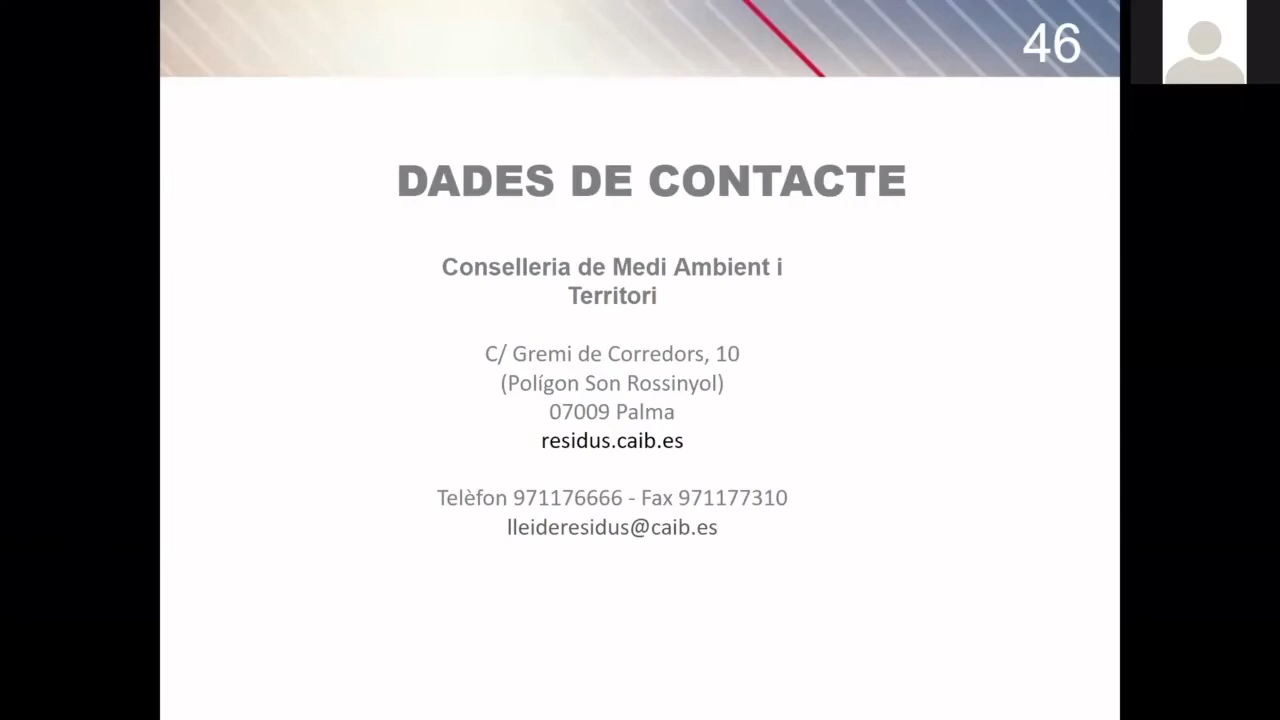 46
DADES DE CONTACTE
Conselleria de Medi Ambient i
Territori
C/ Gremi de Corredors, 10
(Polígon Son Rossinyol)
07009 Palma
residus.caib.es
Telèfon 971176666 - Fax 971177310
lleideresidus@caib.es